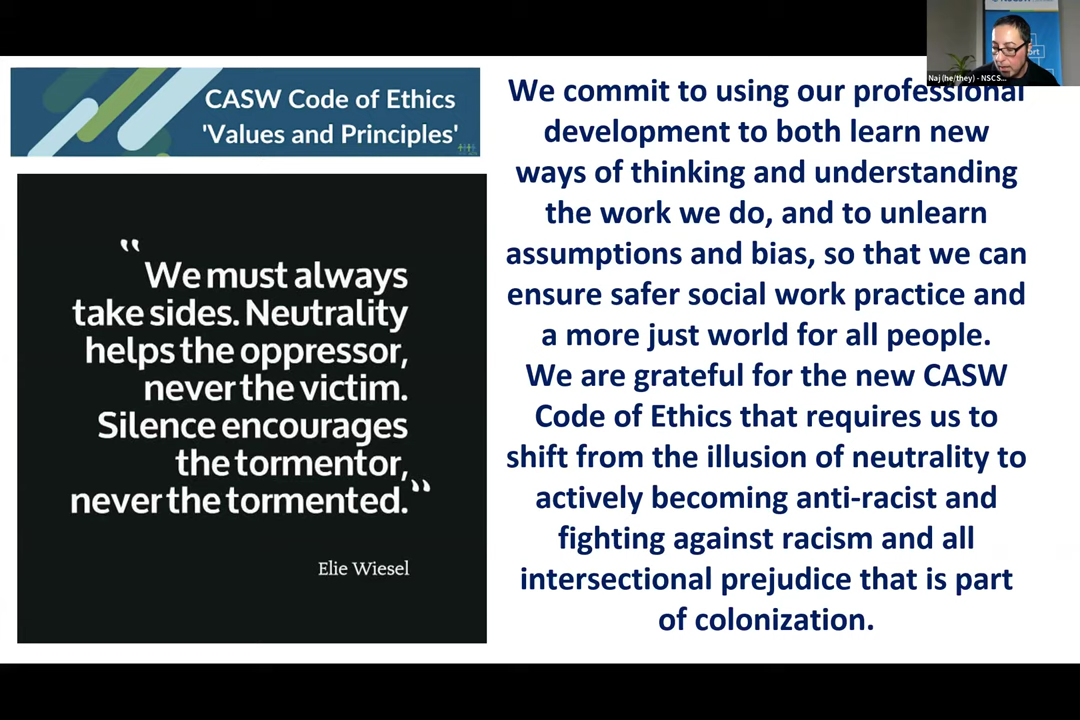 CASW Code of Ethics
'Values and Principles'
“
We must always
take sides. Neutrality
helps the oppressor,
never the victim.
Silence encourages
the tormentor,
never the tormented.”
Elie Wiesel
We commit to using our professional
development to both learn new
ways of thinking and understanding
the work we do, and to unlearn
assumptions and bias, so that we can
ensure safer social work practice and
a more just world for all people.
We are grateful for the new CASW
Code of Ethics that requires us to
shift from the illusion of neutrality to
actively becoming anti-racist and
fighting against racism and all
intersectional prejudice that is part
of colonization.
Naj (he/they) - NSCS...